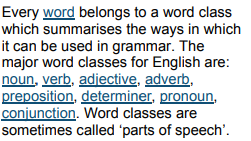 Every word belongs to a word class
which summarises the ways in which
it can be used in grammar. The
major word classes for English are:
noun, verb, adjective, adverb,
preposition, determiner, pronoun,
conjunction. Word classes are
sometimes called ‘parts of speech’.